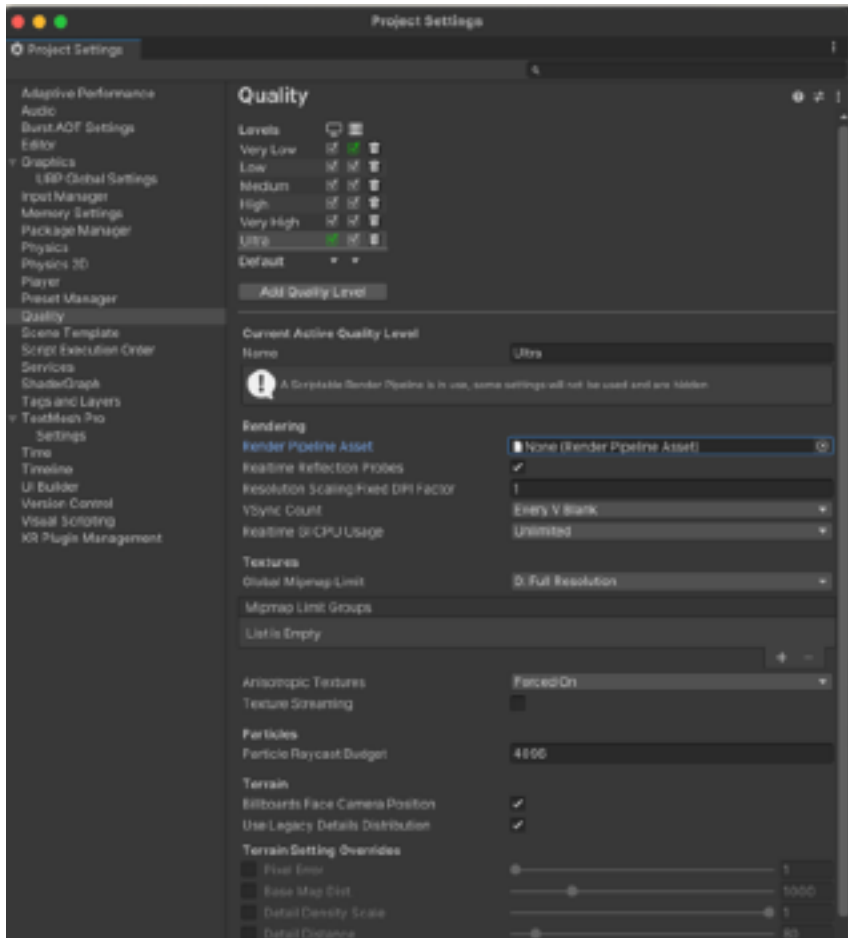 Project Settings
Project Settings
Adaptive Performance
Audio
Burst AOT Settings
Editor
Graphics
URP Global Settings
Input Manager
Memory Settings
Package Manager
Physics
Physics 2D
Player
Preset Manager
Quality
Scene Template
Script Execution Order
Services
ShaderGraph
Tags and Layers
TextMesh Pro
Settings
Time
Timeline
UI Builder
Version Control
Visual Scripting
XR Plugin Management
Quality
Levels
Very Low
Low
Medium
High
Very High
Ultra
Default
Add Quality Level
Current Active Quality Level
Name Ultra
A Scriptable Render Pipeline is in use, some settings will not be used and are hidden
Rendering
Render Pipeline Asset None (Render Pipeline Asset)
Realtime Reflection Probes
Resolution Scaling Fixed DPI Factor 1
VSync Count Every V Blank
Realtime GI CPU Usage Unlimited
Textures
Global Mipmap Limit 0: Full Resolution
Mipmap Limit Groups
List is Empty
Anisotropic Textures Forced On
Texture Streaming
Particles
Particle Raycast Budget 4096
Terrain
Billboards Face Camera Position
Use Legacy Details Distribution
Terrain Setting Overrides
Pixel Error 1
Base Map Dist 1000
Detail Density Scale 1
Detail Distance 80